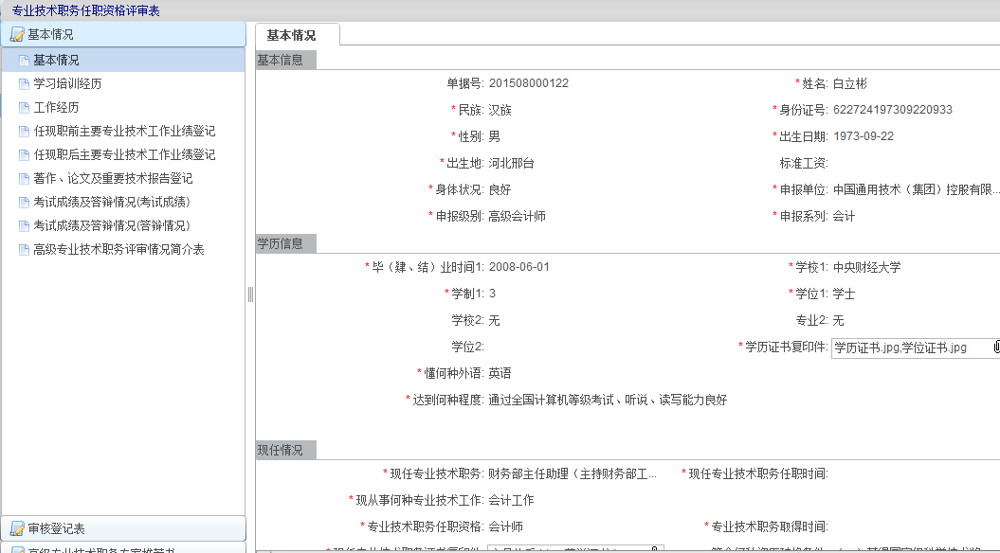 专业技术职务任职资格评审表
基本情况
基本情况
学习培训经历
工作经历
任现职前主要专业技术工作业绩登记
任现职后主要专业技术工作业绩登记
著作、论文及重要技术报告登记
考试成绩及答辩情况(考试成绩)
考试成绩及答辩情况(答辩情况)
高级专业技术职务评审情况简介表
审核登记表
基本情况
基本信息
单据号: 201508000122 *姓名: 白立彬
*民族: 汉族 *身份证号: 622724197309220933
*性别: 男 *出生日期: 1973-09-22
*出生地: 河北邢台 标准工资:
*身体状况: 良好 *申报单位: 中国通用技术（集团）控股有限...
*申报级别: 高级会计师 *申报系列: 会计
学历信息
*毕（肄、结）业时间1: 2008-06-01 *学校1: 中央财经大学
*学制1: 3 *学位1: 学士
学校2: 无 专业2: 无
学位2: *学历证书复印件: 学历证书.jpg,学位证书.jpg
*懂何种外语: 英语
*达到何种程度: 通过全国计算机等级考试、听说、读写能力良好
现任情况
*现任专业技术职务: 财务部主任助理（主持财务部工... *现任专业技术职务任职时间:
*现从事何种专业技术工作: 会计工作
*专业技术职务任职资格: 会计师 *专业技术职务取得时间: